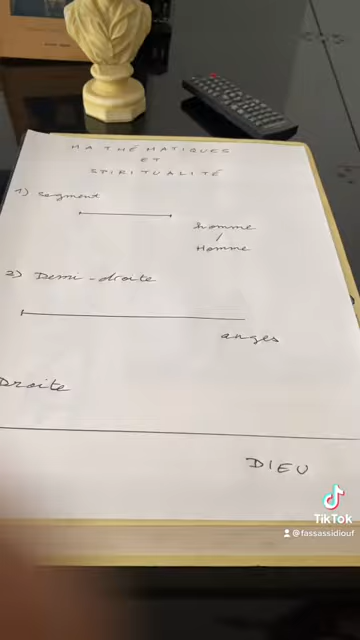 MATHÉMATIQUES
ET
SPIRITUALITÉ
1) Segment
homme
/
Homme
2) Demi-droite
anges
Droite
DIEU
TikTok
@fassassidiouf